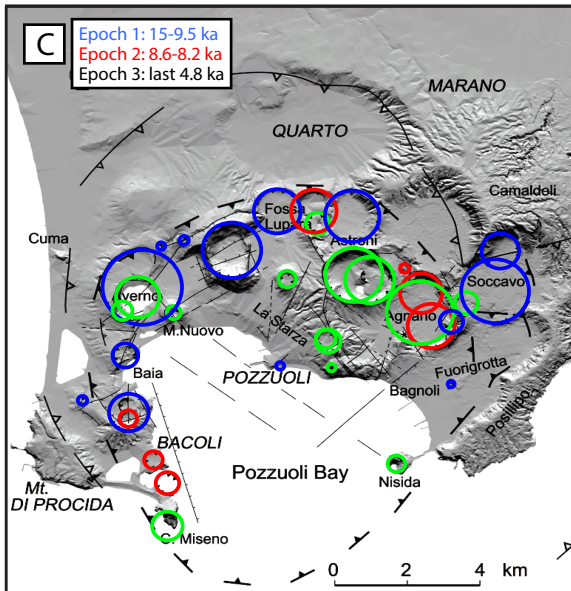 C
Epoch 1: 15-9.5 ka
Epoch 2: 8.6-8.2 ka
Epoch 3: last 4.8 ka
MARANO
QUARTO
Camaldoli
Fossa
Lupara
Cuma
Astroni
Soccavo
Averno
M.Nuovo
La Starza
Agnano
Baia
POZZUOLI
Fuorigrotta
Bagnoli
Posillipo
BACOLI
Pozzuoli Bay
Nisida
Mt.
DI PROCIDA
C. Miseno
0 2 4 km